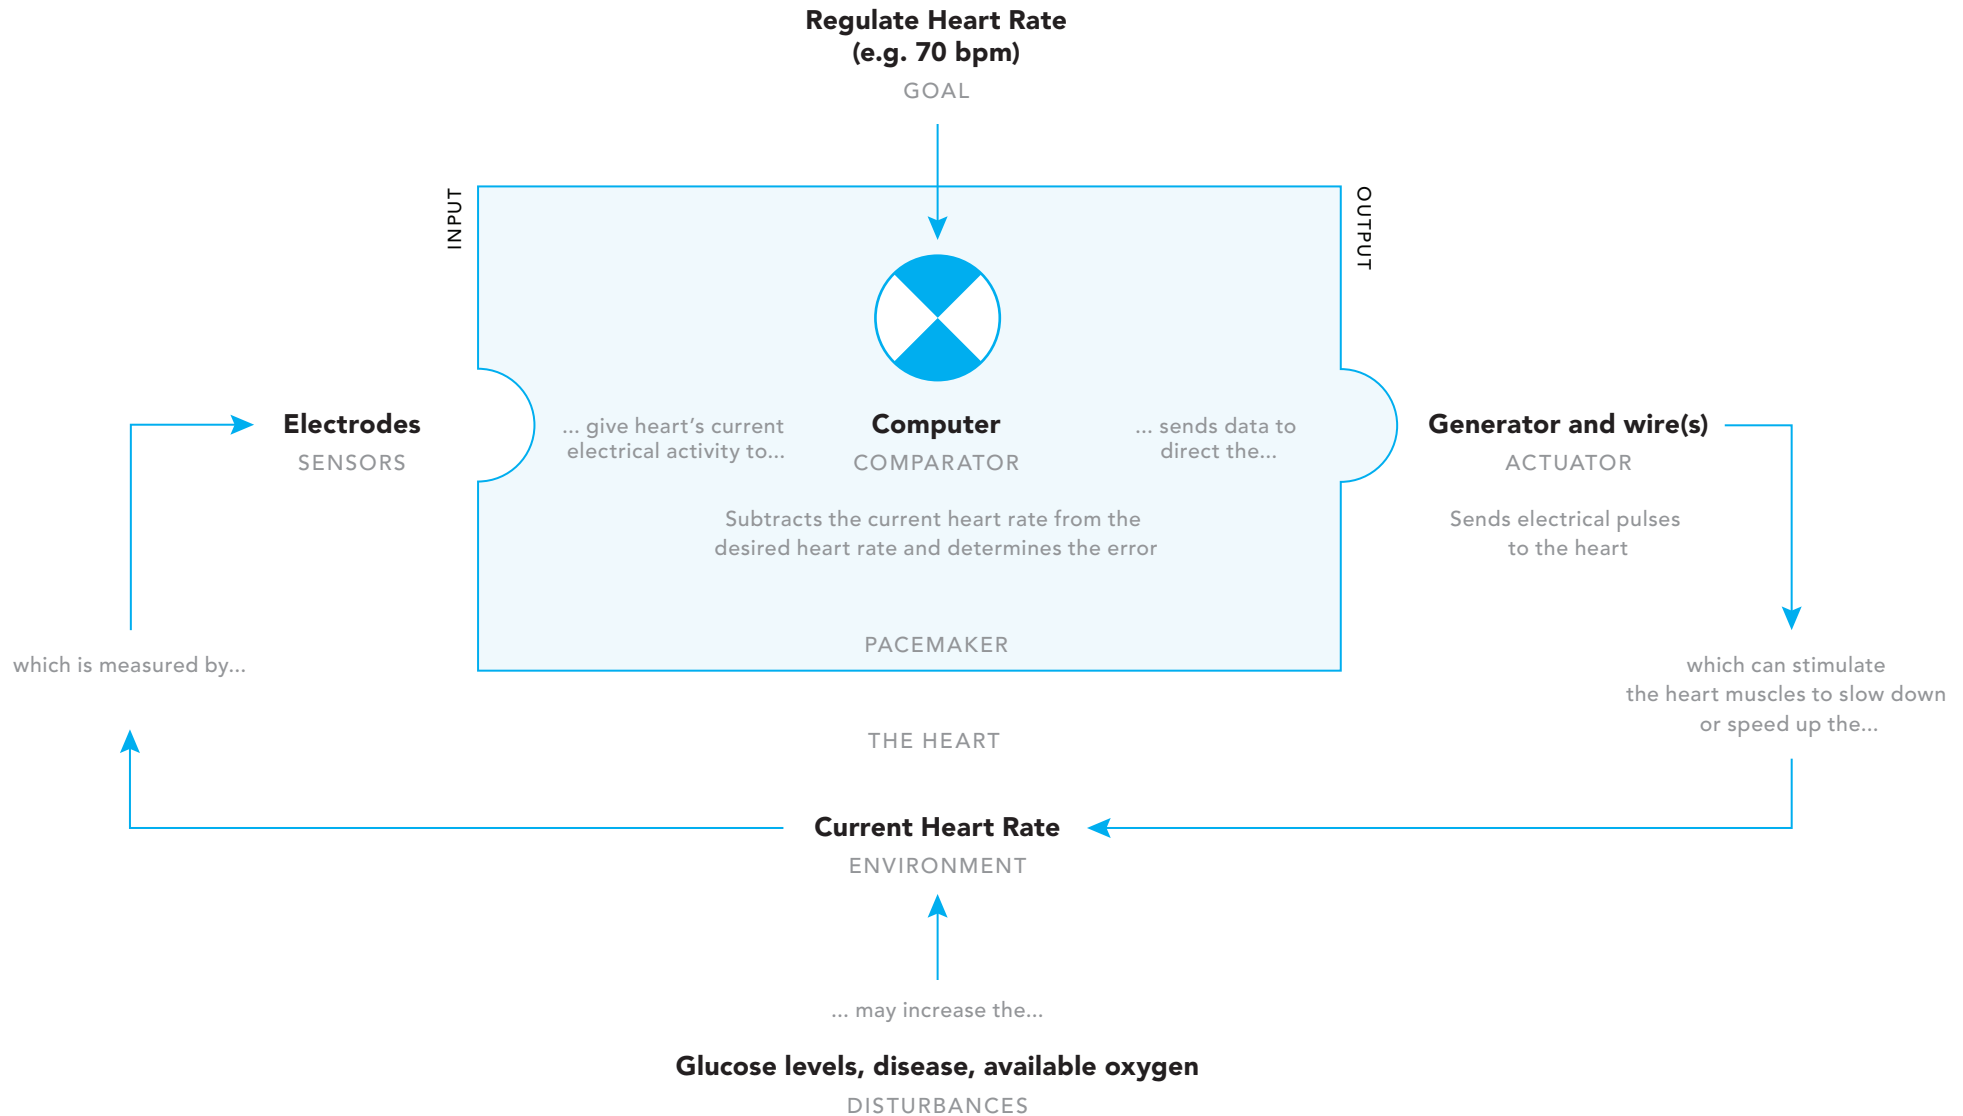 Regulate Heart Rate
(e.g. 70 bpm)
GOAL
INPUT
OUTPUT
Electrodes
SENSORS
... give heart’s current
electrical activity to...
Computer
COMPARATOR
... sends data to
direct the...
Generator and wire(s)
ACTUATOR
Subtracts the current heart rate from the
desired heart rate and determines the error
Sends electrical pulses
to the heart
PACEMAKER
which is measured by...
which can stimulate
the heart muscles to slow down
or speed up the...
THE HEART
Current Heart Rate
ENVIRONMENT
... may increase the...
Glucose levels, disease, available oxygen
DISTURBANCES